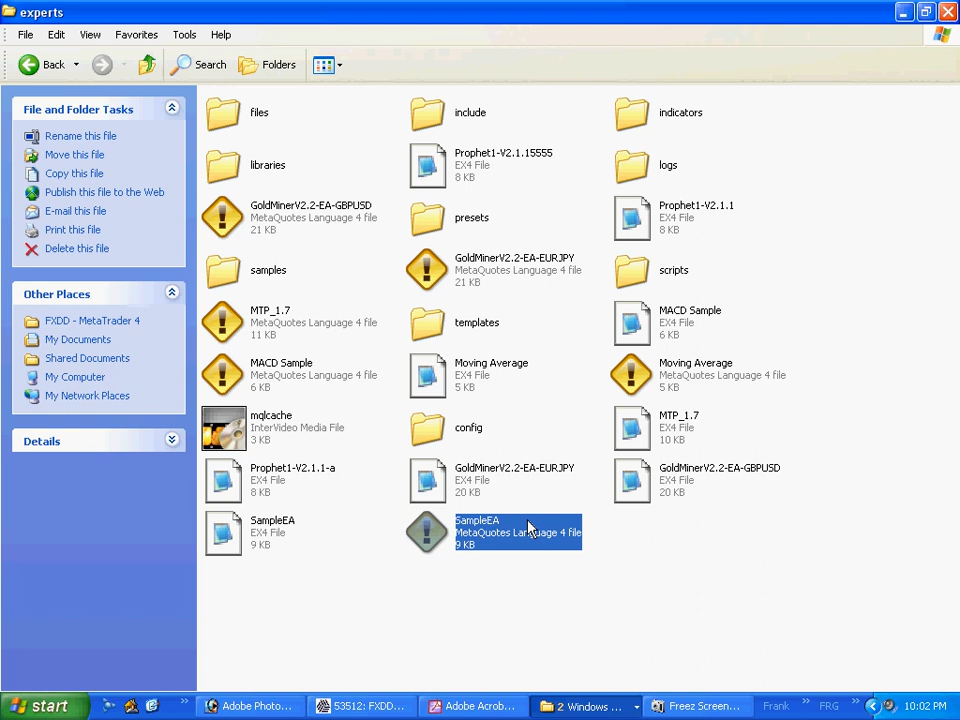 experts
File Edit View Favorites Tools Help
Back Search Folders
File and Folder Tasks
Rename this file
Move this file
Copy this file
Publish this file to the Web
E-mail this file
Print this file
Delete this file
Other Places
FXDD - MetaTrader 4
My Documents
Shared Documents
My Computer
My Network Places
Details
files
include
indicators
libraries
Prophet1-V2.1.15555
EX4 File
8 KB
logs
GoldMinerV2.2-EA-GBPUSD
MetaQuotes Language 4 file
21 KB
presets
Prophet1-V2.1.1
EX4 File
8 KB
samples
GoldMinerV2.2-EA-EURJPY
MetaQuotes Language 4 file
21 KB
scripts
MTP_1.7
MetaQuotes Language 4 file
11 KB
templates
MACD Sample
EX4 File
6 KB
MACD Sample
MetaQuotes Language 4 file
6 KB
Moving Average
EX4 File
5 KB
Moving Average
MetaQuotes Language 4 file
5 KB
mqlcache
InterVideo Media File
3 KB
config
MTP_1.7
EX4 File
10 KB
Prophet1-V2.1.1-a
EX4 File
8 KB
GoldMinerV2.2-EA-EURJPY
EX4 File
20 KB
GoldMinerV2.2-EA-GBPUSD
EX4 File
20 KB
SampleEA
EX4 File
9 KB
SampleEA
MetaQuotes Language 4 file
9 KB
start Adobe Photo... 53512: FXDD... Adobe Acrob... 2 Windows ... Freez Screen... Frank FRG 10:02 PM